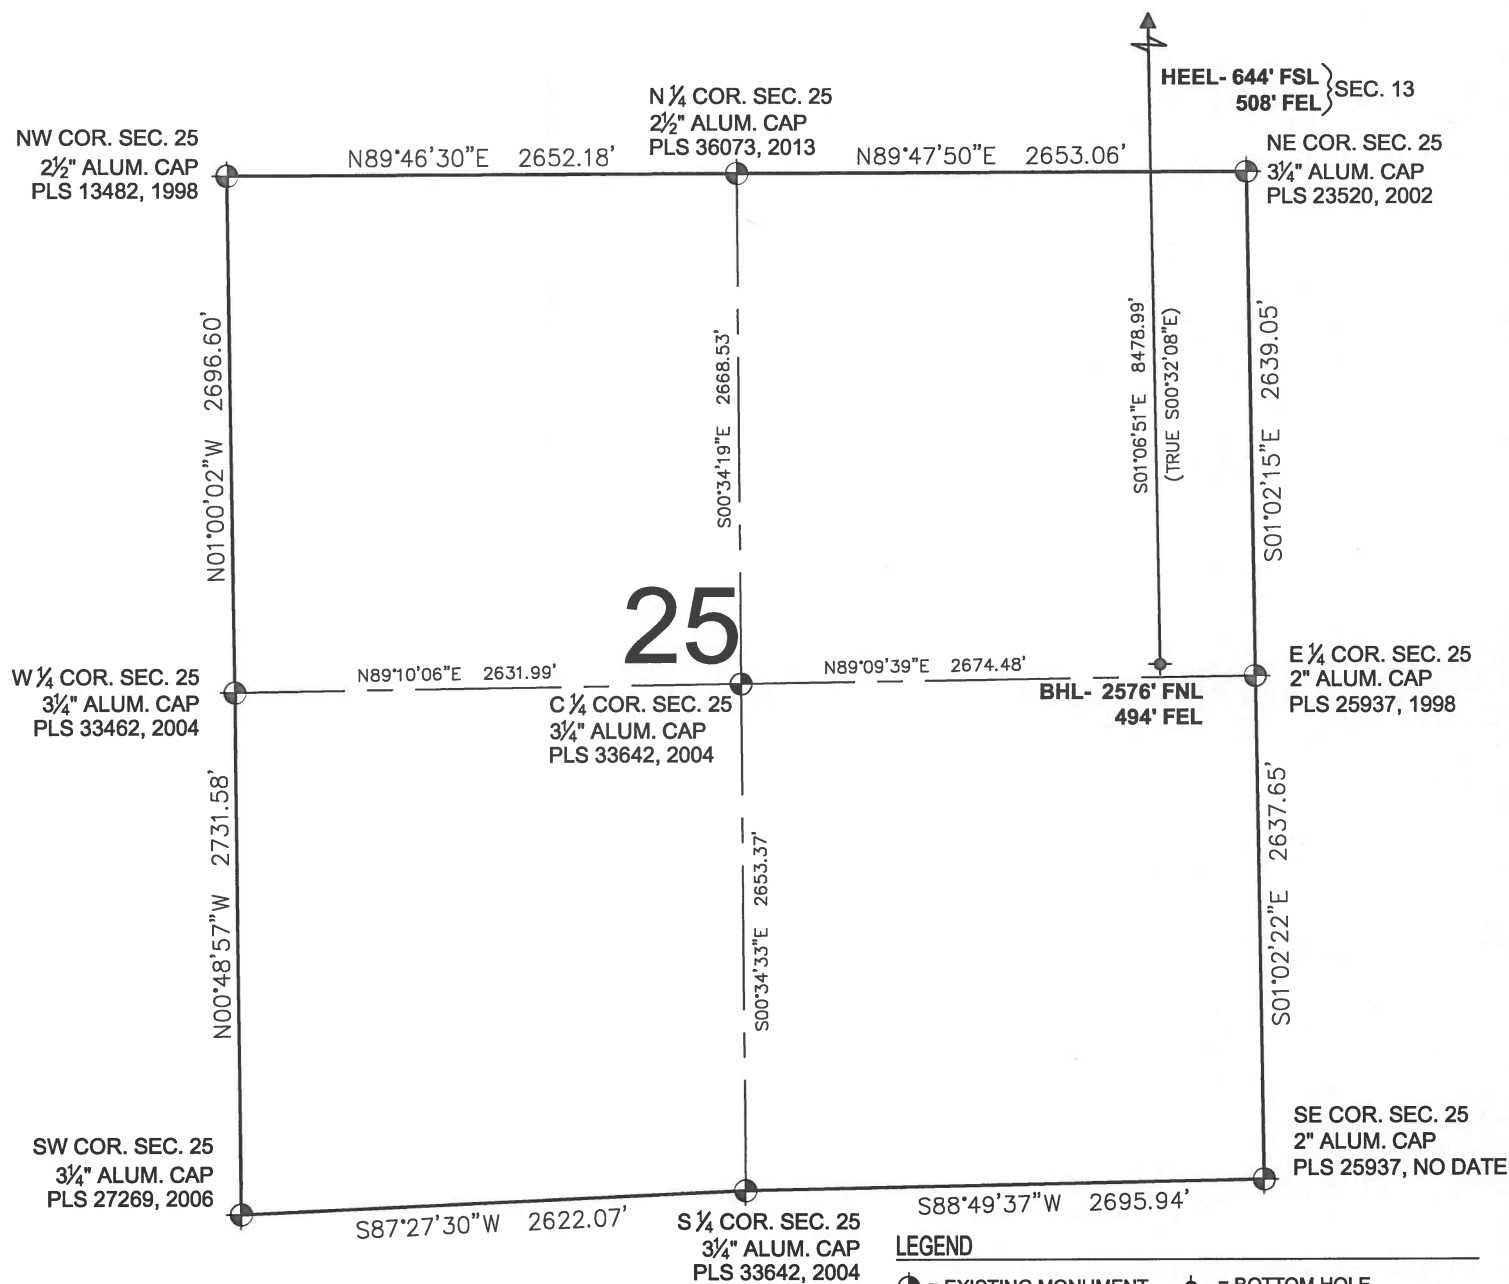 HEEL- 644' FSL
508' FEL
SEC. 13
N 1/4 COR. SEC. 25
2½" ALUM. CAP
PLS 36073, 2013
NW COR. SEC. 25
2½" ALUM. CAP
PLS 13482, 1998
N89°46'30"E 2652.18'
N89°47'50"E 2653.06'
NE COR. SEC. 25
3¼" ALUM. CAP
PLS 23520, 2002
N01°00'02"W 2696.60'
S00°34'19"E 2668.53'
S01°06'51"E 8478.99'
(TRUE S00°32'08"E)
S01°02'15"E 2639.05'
25
W ¼ COR. SEC. 25
3¼" ALUM. CAP
PLS 33462, 2004
N89°10'06"E 2631.99'
N89°09'39"E 2674.48'
C ¼ COR. SEC. 25
3¼" ALUM. CAP
PLS 33642, 2004
BHL- 2576' FNL
494' FEL
E ¼ COR. SEC. 25
2" ALUM. CAP
PLS 25937, 1998
N00°48'57"W 2731.58'
S00°34'33"E 2653.37'
S01°02'22"E 2637.65'
SW COR. SEC. 25
3¼" ALUM. CAP
PLS 27269, 2006
SE COR. SEC. 25
2" ALUM. CAP
PLS 25937, NO DATE
S87°27'30"W 2622.07'
S88°49'37"W 2695.94'
S ¼ COR. SEC. 25
3¼" ALUM. CAP
PLS 33642, 2004
LEGEND
= EXISTING MONUMENT
= BOTTOM HOLE